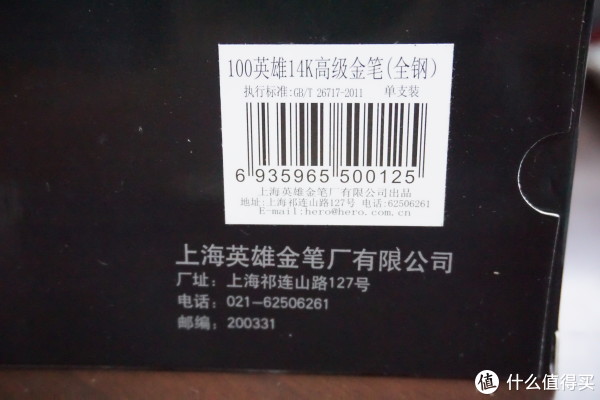 100英雄14K高级金笔(全钢)
执行标准:GB/T 26717-2011 单支装
6 935965 500125
上海英雄金笔厂有限公司出品
地址:上海祁连山路127号 电话:62506261
E-mail:hero@hero.com.cn
上海英雄金笔厂有限公司
厂址：上海祁连山路127号
电话：021-62506261
邮编：200331
值 什么值得买